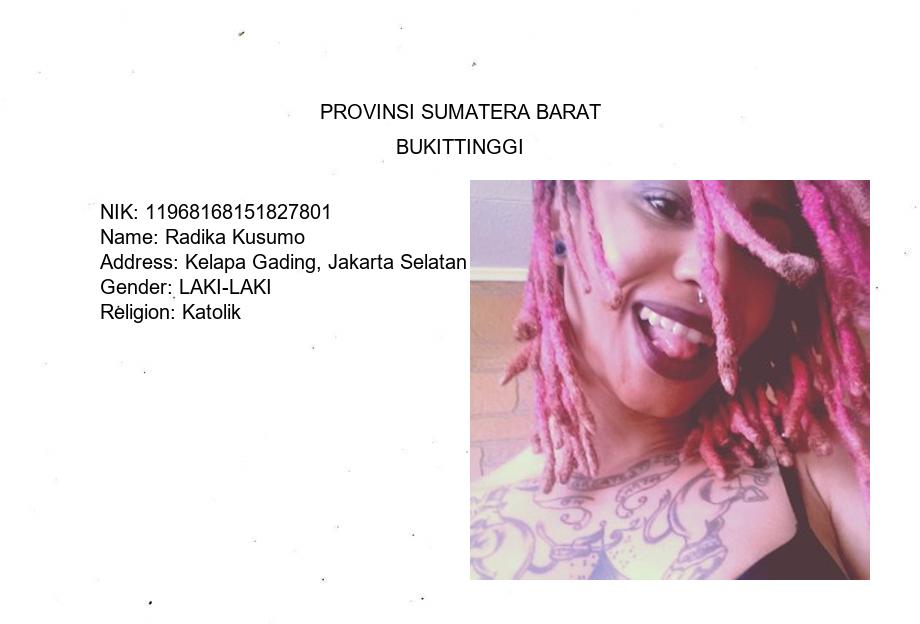 PROVINSI SUMATERA BARAT
BUKITTINGGI
NIK: 11968168151827801
Name: Radika Kusumo
Address: Kelapa Gading, Jakarta Selatan
Gender: LAKI-LAKI
Religion: Katolik